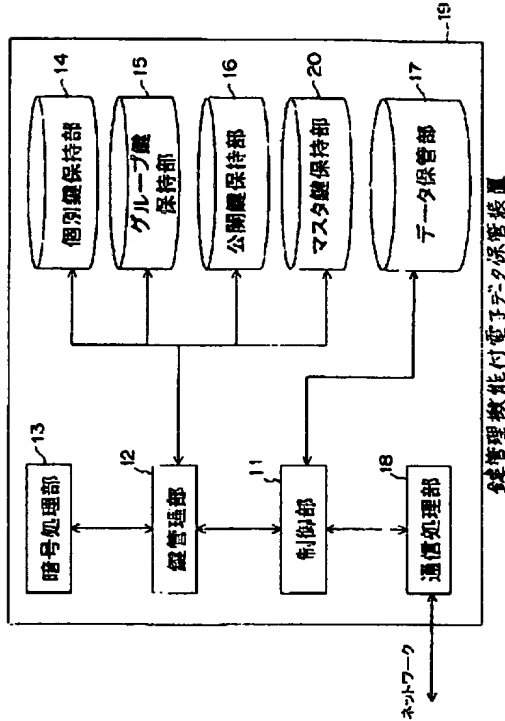 暗号処理部
13
鍵管理部
12
制御部
11
通信処理部
18
ネットワーク
個別鍵保持部
14
グループ鍵
保持部
15
公開鍵保持部
16
マスタ鍵保持部
20
データ保管部
17
19
鍵管理機能付電子データ保管装置